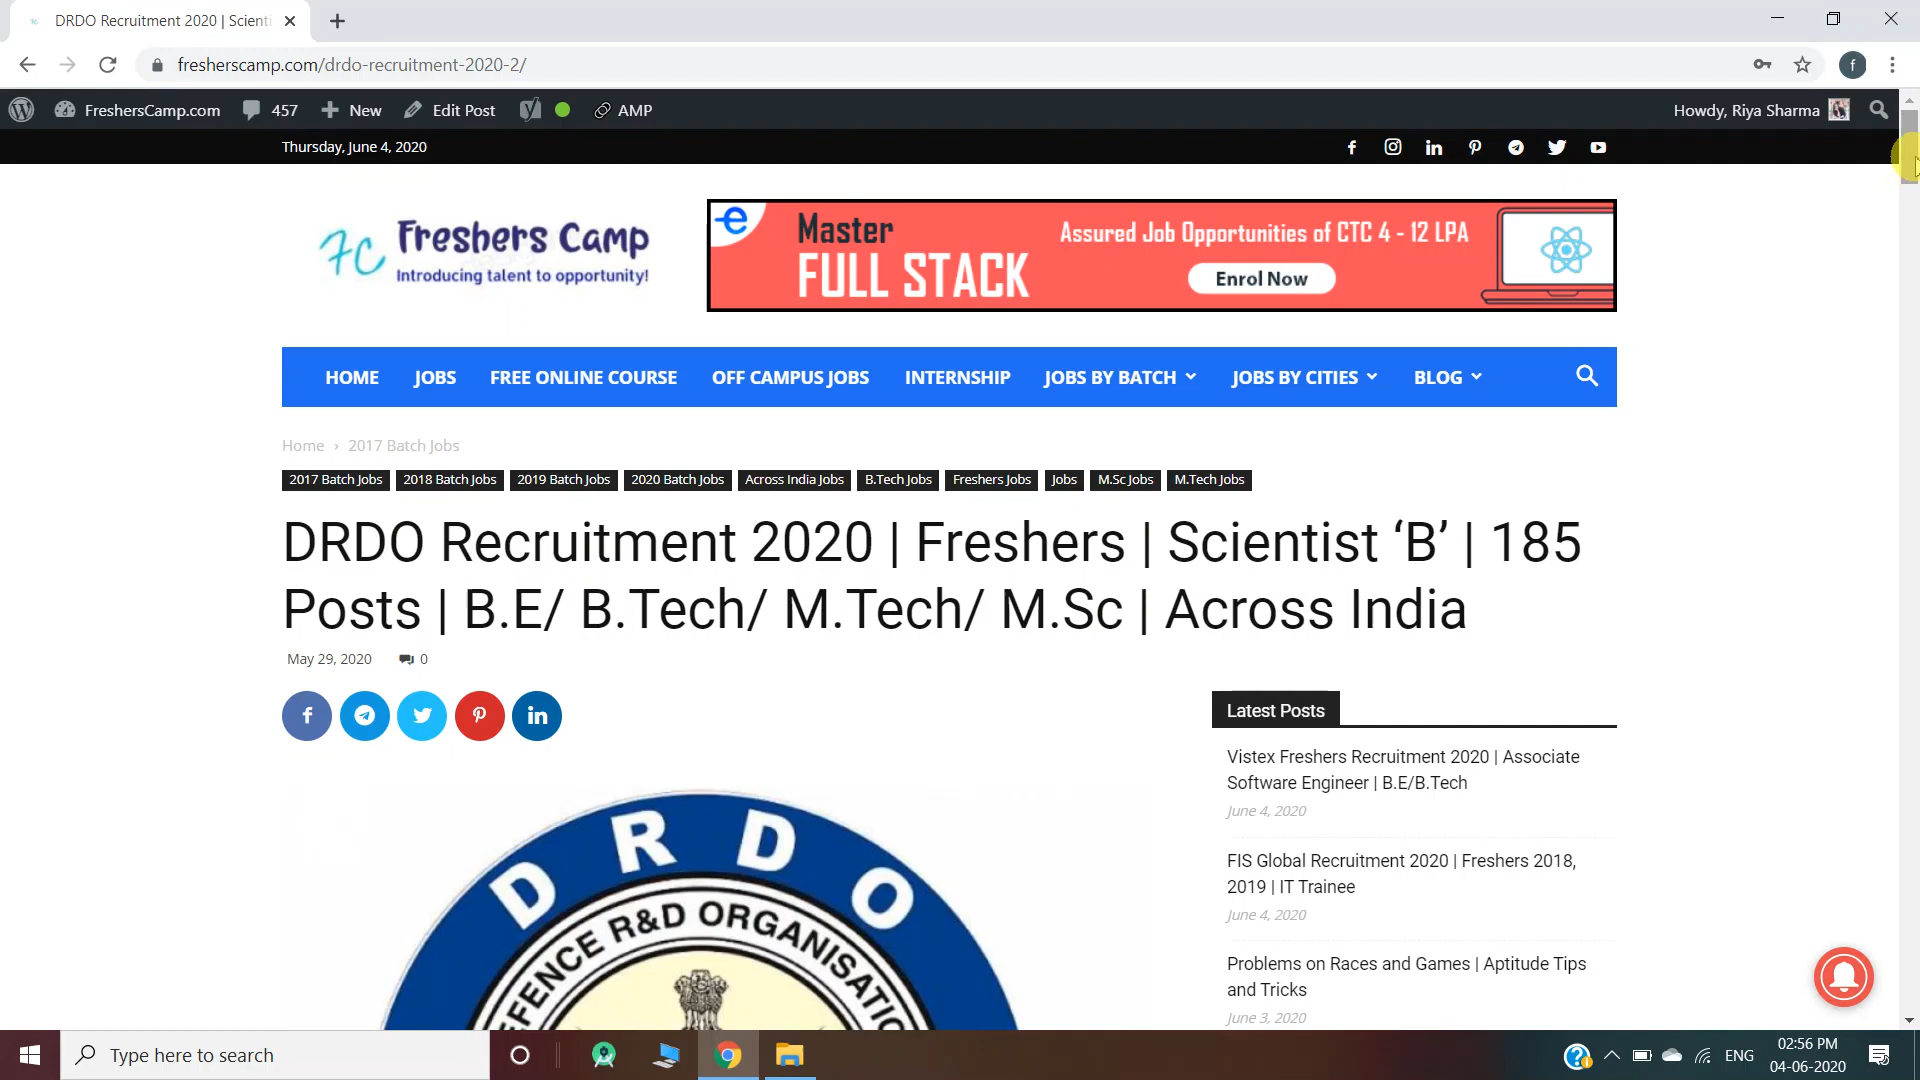 DRDO Recruitment 2020 | Scienti
fresherscamp.com/drdo-recruitment-2020-2/
f
FreshersCamp.com 457 New Edit Post AMP Howdy, Riya Sharma
Thursday, June 4, 2020
FC Freshers Camp
Introducing talent to opportunity!
e Master FULL STACK
Assured Job Opportunities of CTC 4 - 12 LPA
Enrol Now
HOME JOBS FREE ONLINE COURSE OFF CAMPUS JOBS INTERNSHIP JOBS BY BATCH JOBS BY CITIES BLOG
Home › 2017 Batch Jobs
2017 Batch Jobs 2018 Batch Jobs 2019 Batch Jobs 2020 Batch Jobs Across India Jobs B.Tech Jobs Freshers Jobs Jobs M.Sc Jobs M.Tech Jobs
DRDO Recruitment 2020 | Freshers | Scientist ‘B’ | 185
Posts | B.E/ B.Tech/ M.Tech/ M.Sc | Across India
May 29, 2020 0
DRDO
EFENCE R&D ORGANISATIO
Latest Posts
Vistex Freshers Recruitment 2020 | Associate
Software Engineer | B.E/B.Tech
June 4, 2020
FIS Global Recruitment 2020 | Freshers 2018,
2019 | IT Trainee
June 4, 2020
Problems on Races and Games | Aptitude Tips
and Tricks
June 3, 2020
Type here to search
ENG
02:56 PM
04-06-2020